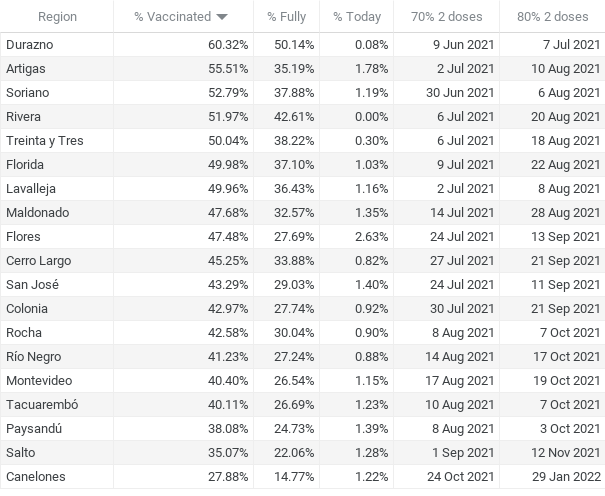 Region % Vaccinated % Fully % Today 70% 2 doses 80% 2 doses
Durazno 60.32% 50.14% 0.08% 9 Jun 2021 7 Jul 2021
Artigas 55.51% 35.19% 1.78% 2 Jul 2021 10 Aug 2021
Soriano 52.79% 37.88% 1.19% 30 Jun 2021 6 Aug 2021
Rivera 51.97% 42.61% 0.00% 6 Jul 2021 20 Aug 2021
Treinta y Tres 50.04% 38.22% 0.30% 6 Jul 2021 18 Aug 2021
Florida 49.98% 37.10% 1.03% 9 Jul 2021 22 Aug 2021
Lavalleja 49.96% 36.43% 1.16% 2 Jul 2021 8 Aug 2021
Maldonado 47.68% 32.57% 1.35% 14 Jul 2021 28 Aug 2021
Flores 47.48% 27.69% 2.63% 24 Jul 2021 13 Sep 2021
Cerro Largo 45.25% 33.88% 0.82% 27 Jul 2021 21 Sep 2021
San José 43.29% 29.03% 1.40% 24 Jul 2021 11 Sep 2021
Colonia 42.97% 27.74% 0.92% 30 Jul 2021 21 Sep 2021
Rocha 42.58% 30.04% 0.90% 8 Aug 2021 7 Oct 2021
Río Negro 41.23% 27.24% 0.88% 14 Aug 2021 17 Oct 2021
Montevideo 40.40% 26.54% 1.15% 17 Aug 2021 19 Oct 2021
Tacuarembó 40.11% 26.69% 1.23% 10 Aug 2021 7 Oct 2021
Paysandú 38.08% 24.73% 1.39% 8 Aug 2021 3 Oct 2021
Salto 35.07% 22.06% 1.28% 1 Sep 2021 12 Nov 2021
Canelones 27.88% 14.77% 1.22% 24 Oct 2021 29 Jan 2022